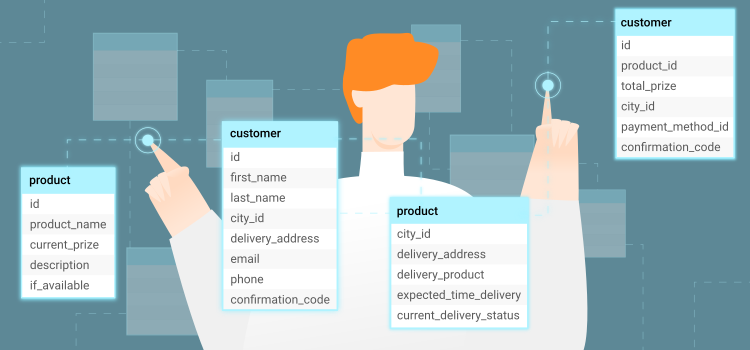 product
id
product_name
current_prize
description
if_available
customer
id
first_name
last_name
city_id
delivery_address
email
phone
confirmation_code
product
city_id
delivery_address
delivery_product
expected_time_delivery
current_delivery_status
customer
id
product_id
total_prize
city_id
payment_method_id
confirmation_code